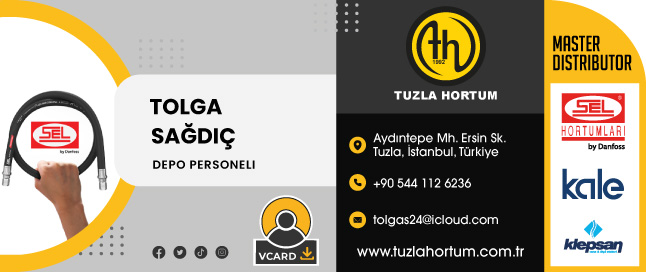 SEL
by Danfoss
TOLGA
SAĞDIÇ
DEPO PERSONELI
VCARD
th
1992
TUZLA HORTUM
Aydıntepe Mh. Ersin Sk.
Tuzla, İstanbul, Türkiye
+90 544 112 6236
tolgas24@icloud.com
www.tuzlahortum.com.tr
MASTER
DISTRIBUTOR
SEL
HORTUMLARI
by Danfoss
kale
klepsan